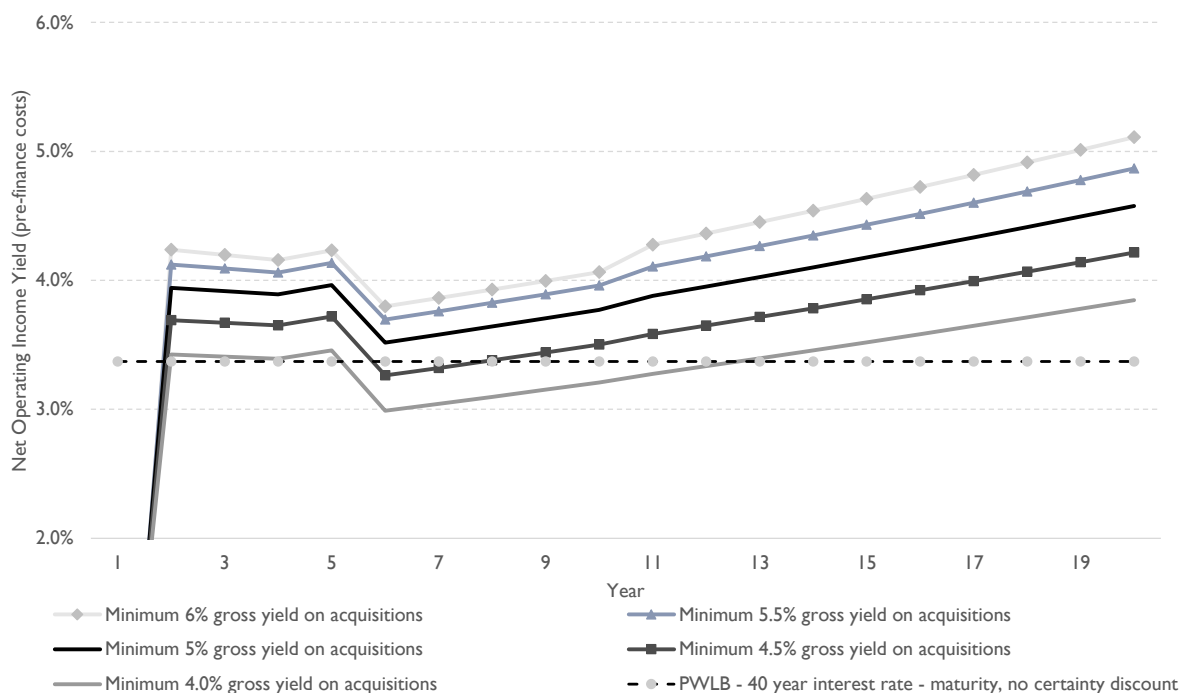 6.0%
5.0%
4.0%
3.0%
2.0%
Net Operating Income Yield (pre-finance costs)
1 3 5 7 9 11 13 15 17 19
Year
Minimum 6% gross yield on acquisitions
Minimum 5.5% gross yield on acquisitions
Minimum 5% gross yield on acquisitions
Minimum 4.5% gross yield on acquisitions
Minimum 4.0% gross yield on acquisitions
PWLB - 40 year interest rate - maturity, no certainty discount